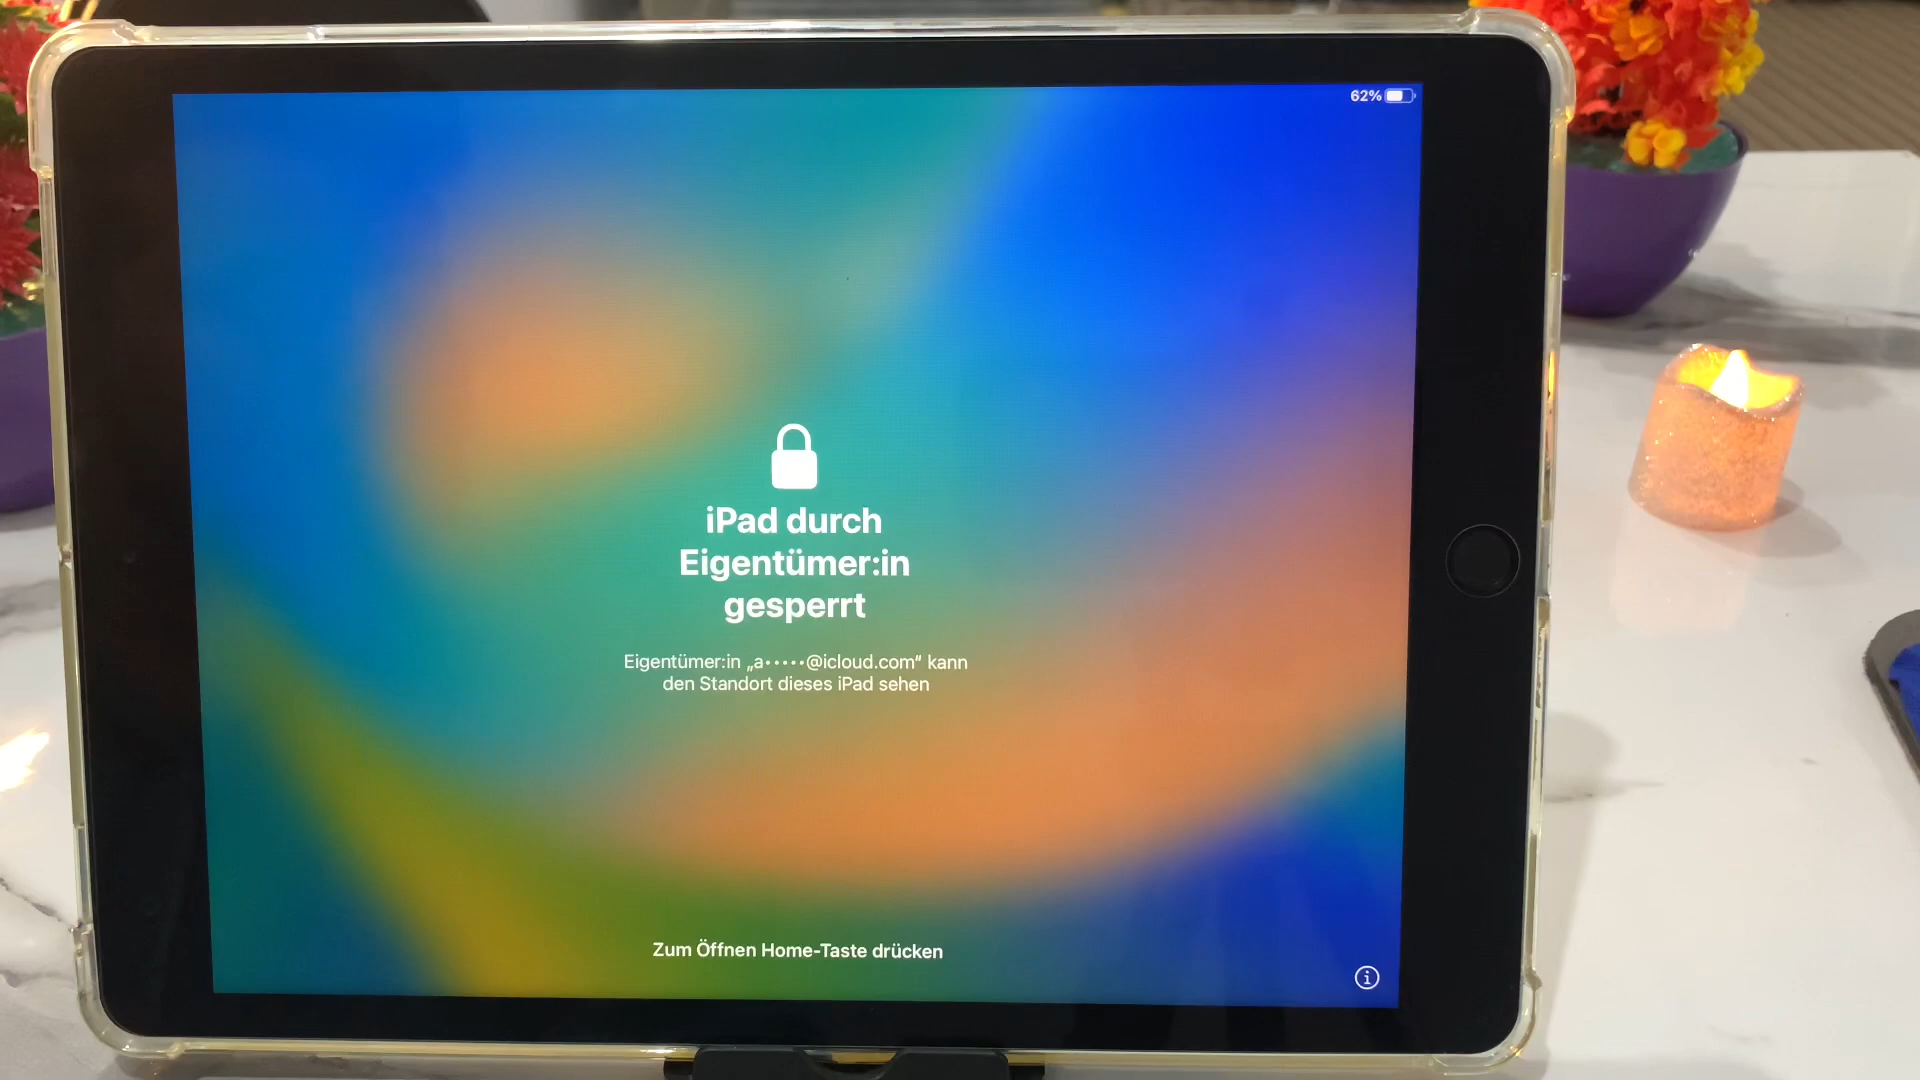 62%
iPad durch
Eigentümer:in
gesperrt
Eigentümer:in „a•••••@icloud.com“ kann
den Standort dieses iPad sehen
Zum Öffnen Home-Taste drücken